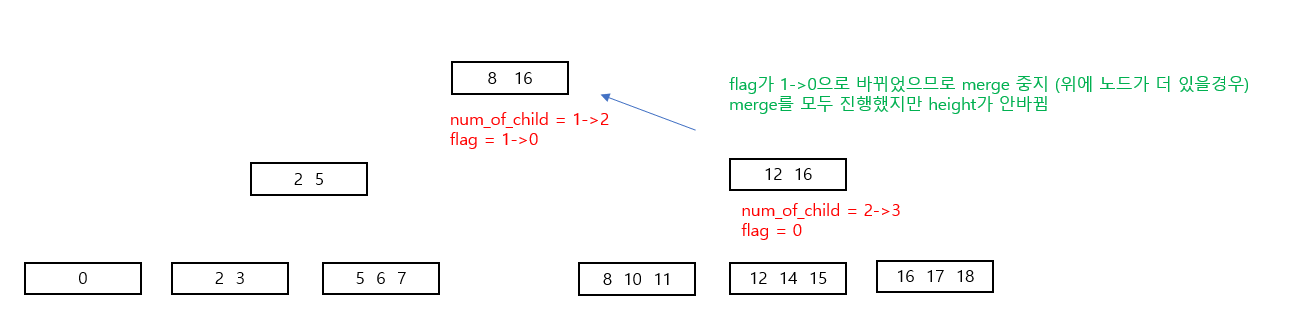 8 16
flag가 1->0으로 바뀌었으므로 merge 중지 (위에 노드가 더 있을경우)
merge를 모두 진행했지만 height가 안바뀜
num_of_child = 1->2
flag = 1->0
2 5
12 16
num_of_child = 2->3
flag = 0
0
2 3
5 6 7
8 10 11
12 14 15
16 17 18